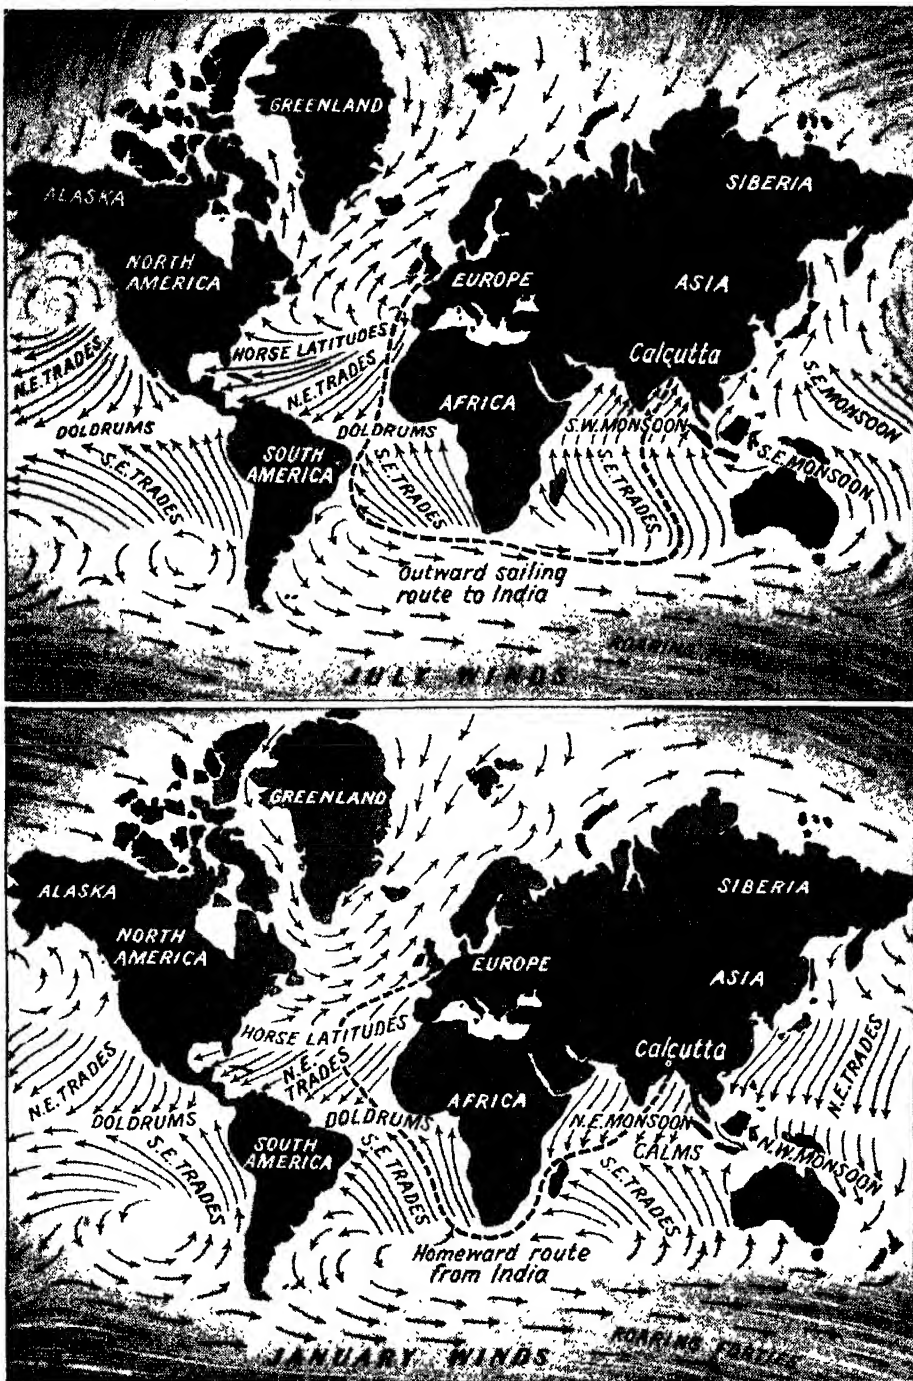 GREENLAND
ALASKA
SIBERIA
NORTH
AMERICA
EUROPE
ASIA
HORSE LATITUDES
Calcutta
N.E.TRADES
N.E.TRADES
AFRICA
S.E.MONSOON
DOLDRUMS
DOLDRUMS
S.W.MONSOON
SOUTH
AMERICA
S.E.TRADES
S.E.TRADES
S.E.TRADES
S.E.MONSOON
Outward sailing
route to India
ROARING
JULY WINDS
GREENLAND
ALASKA
SIBERIA
NORTH
AMERICA
EUROPE
ASIA
HORSE LATITUDES
Calcutta
N.E.TRADES
N.E.
TRADES
AFRICA
N.E.TRADES
DOLDRUMS
DOLDRUMS
N.E.MONSOON
SOUTH
AMERICA
CALMS
S.E.TRADES
S.E.TRADES
S.E.TRADES
N.W.MONSOON
Homeward route
from India
ROARING FORTIES
JANUARY WINDS